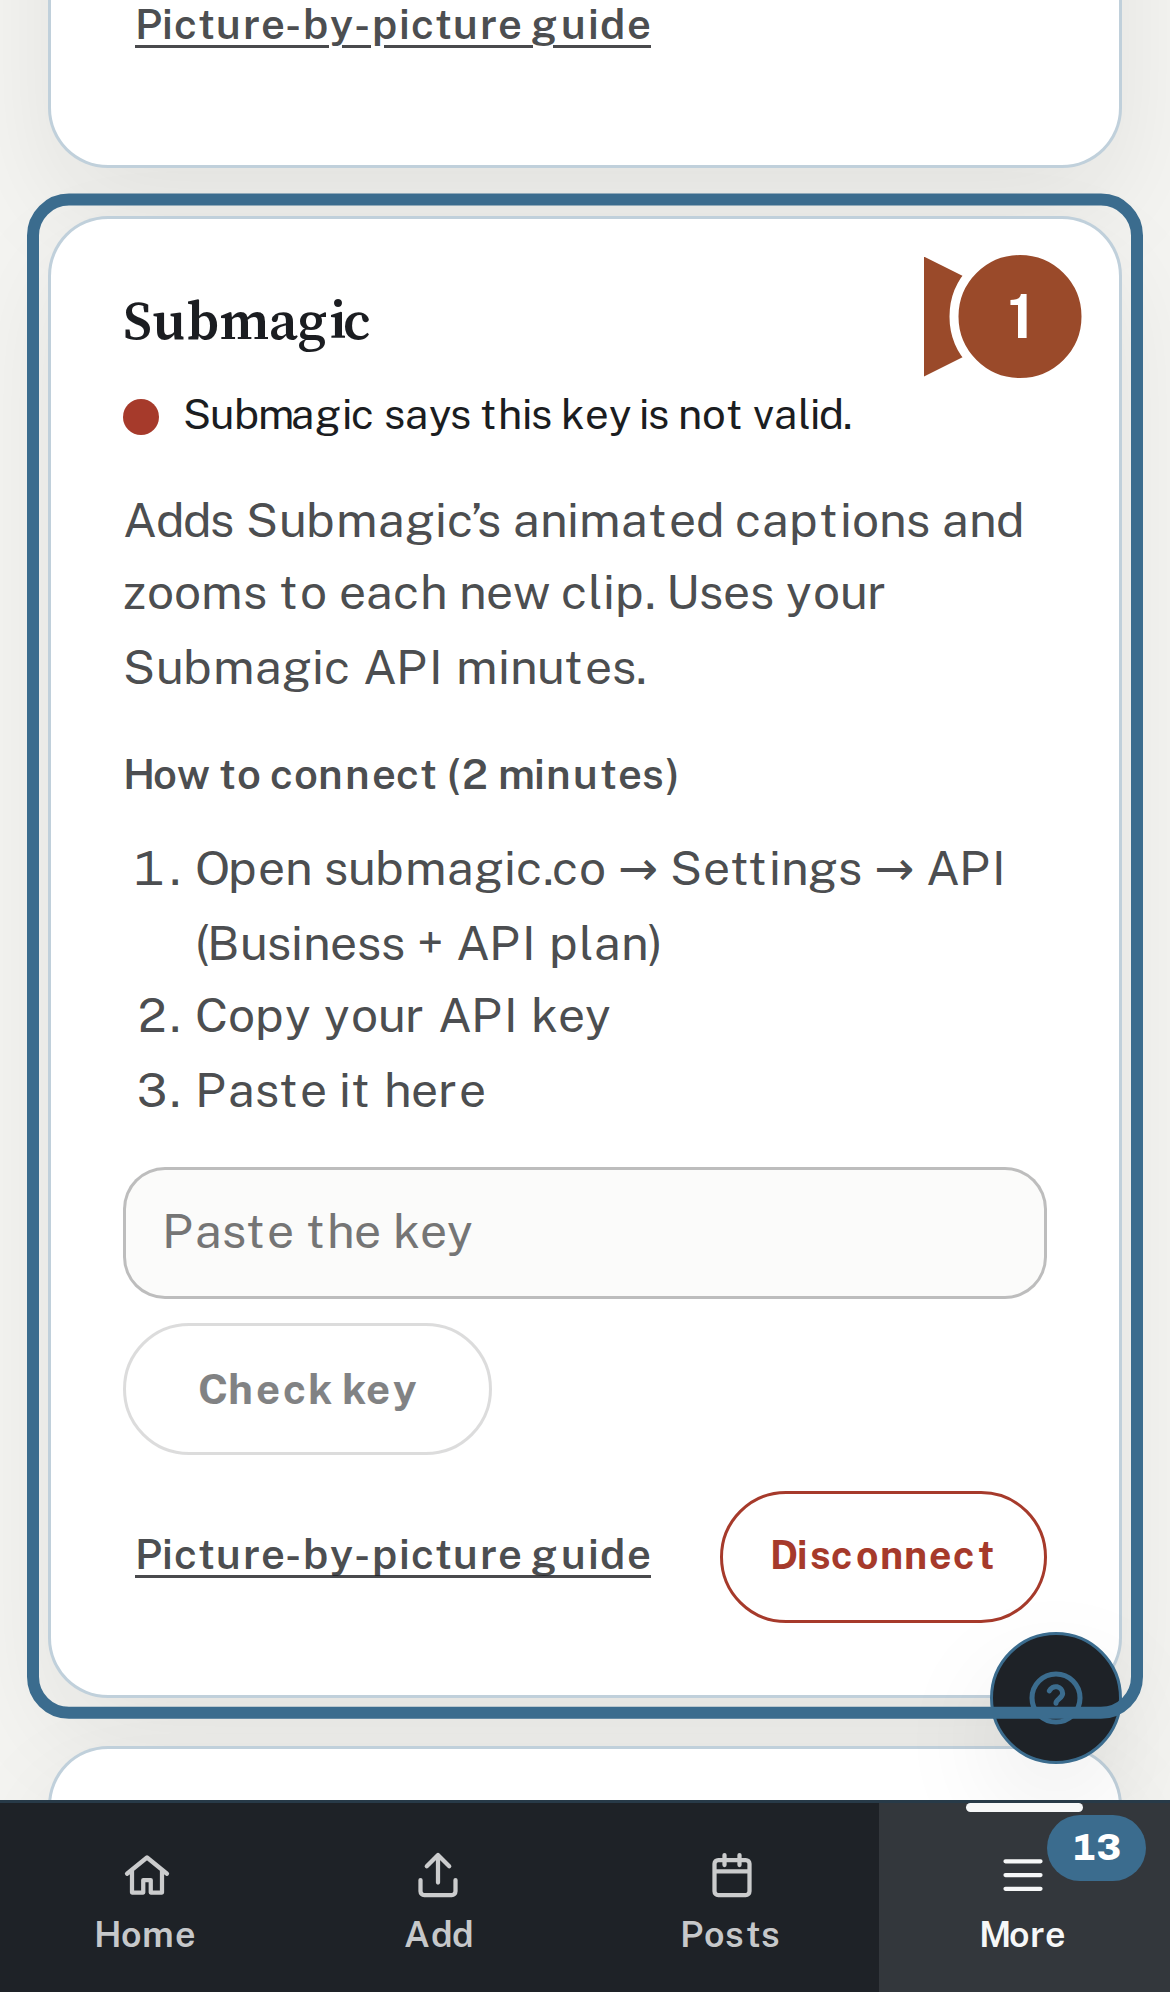 Picture-by-picture guide
Submagic
1
Submagic says this key is not valid.
Adds Submagic’s animated captions and
zooms to each new clip. Uses your
Submagic API minutes.
How to connect (2 minutes)
1. Open submagic.co → Settings → API
(Business + API plan)
2. Copy your API key
3. Paste it here
Paste the key
Check key
Picture-by-picture guide
Disconnect
?
13
Home
Add
Posts
More